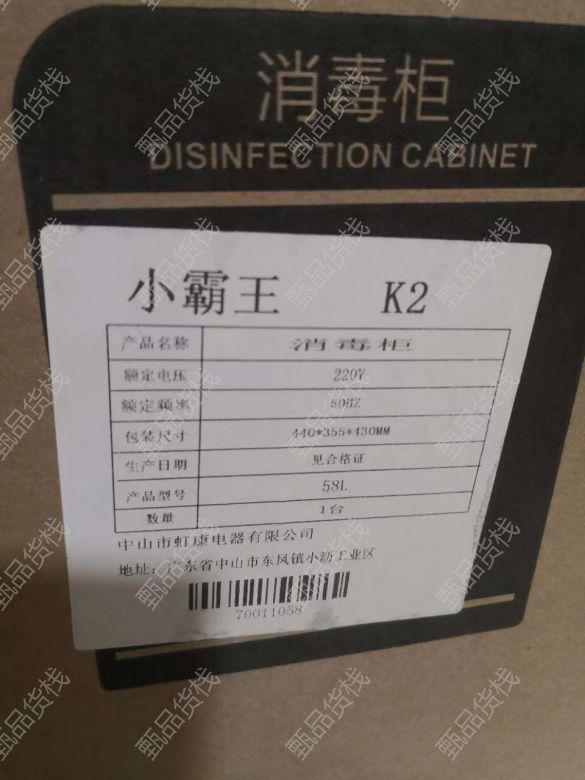 消毒柜
DISINFECTION CABINET
小霸王 K2
产品名称 消毒柜
额定电压 220V
额定频率 50HZ
包装尺寸 440*355*430MM
生产日期 见合格证
产品型号 58L
数量 1台
中山市虹康电器有限公司
地址：广东省中山市东凤镇小沥工业区
70011058
甄品货栈